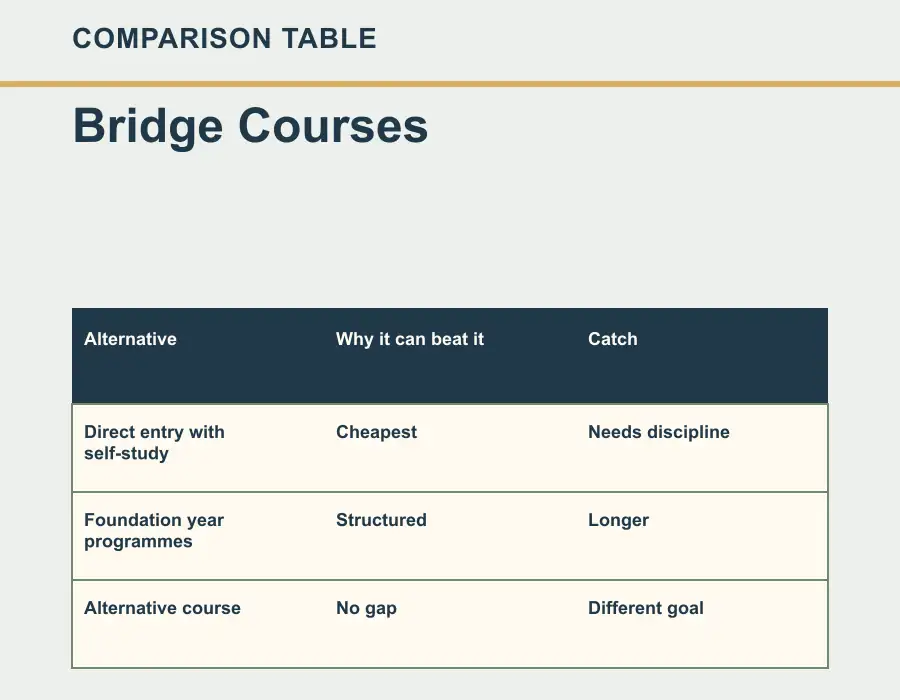 COMPARISON TABLE
Bridge Courses
Alternative Why it can beat it Catch
Direct entry with Cheapest Needs discipline
self-study
Foundation year Structured Longer
programmes
Alternative course No gap Different goal